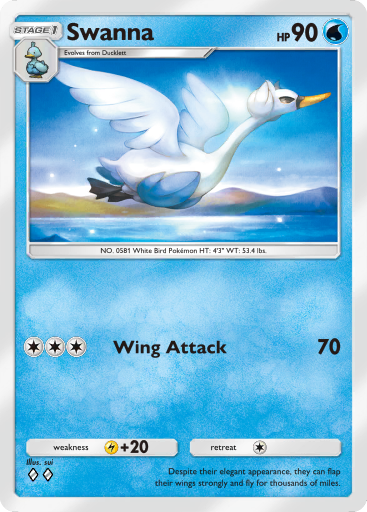 STAGE 1
Swanna
HP 90
Evolves from Ducklett
NO. 0581 White Bird Pokémon HT: 4'3" WT: 53.4 lbs.
Wing Attack 70
weakness +20 retreat
Illus. sui
Despite their elegant appearance, they can flap
their wings strongly and fly for thousands of miles.